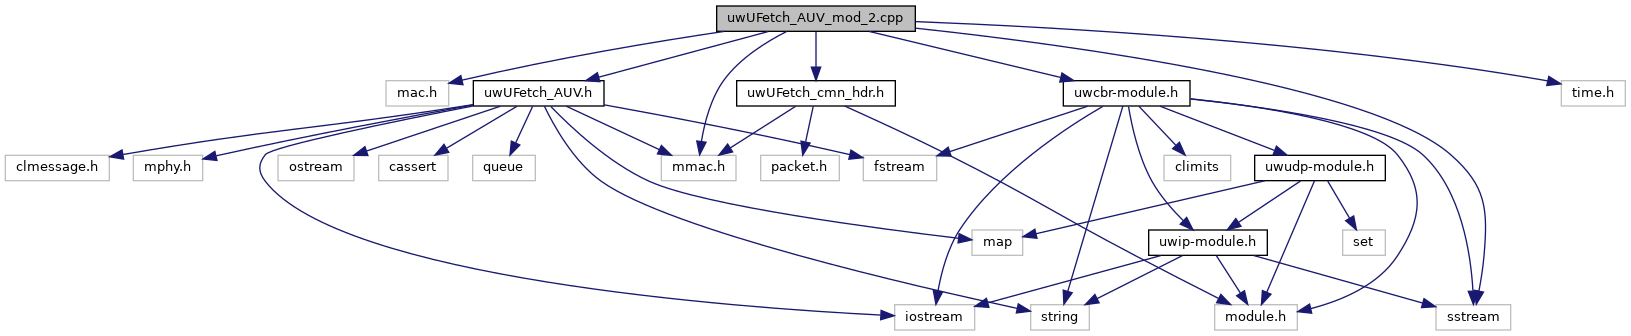 uwUFetch_AUV_mod_2.cpp
mac.h
uwUFetch_AUV.h
uwUFetch_cmn_hdr.h
uwcbr-module.h
time.h
clmessage.h
mphy.h
ostream
cassert
queue
mmac.h
packet.h
fstream
climits
uwudp-module.h
map
uwip-module.h
set
iostream
string
module.h
sstream